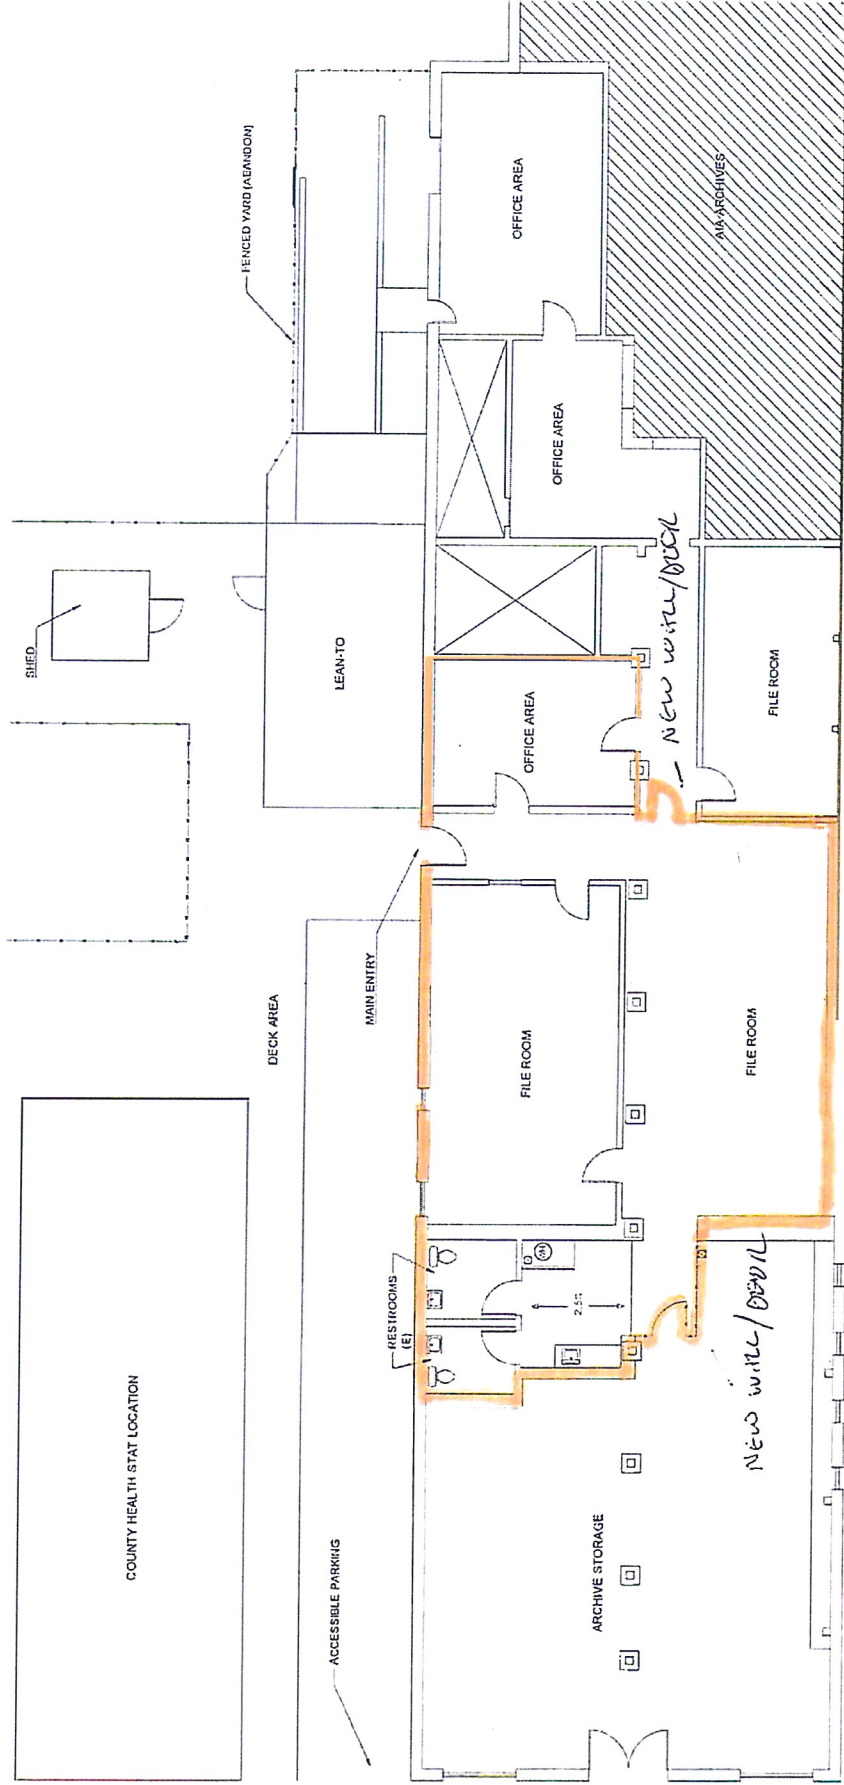 FENCED YARD (ABANDON)
SHED
LEAN-TO
OFFICE AREA
AIA ARCHIVES
OFFICE AREA
NEW WALL/DOOR
OFFICE AREA
FILE ROOM
MAIN ENTRY
DECK AREA
FILE ROOM
FILE ROOM
COUNTY HEALTH STAT LOCATION
RESTROOMS
(E)
WH
NEW WALL/DOOR
ACCESSIBLE PARKING
ARCHIVE STORAGE